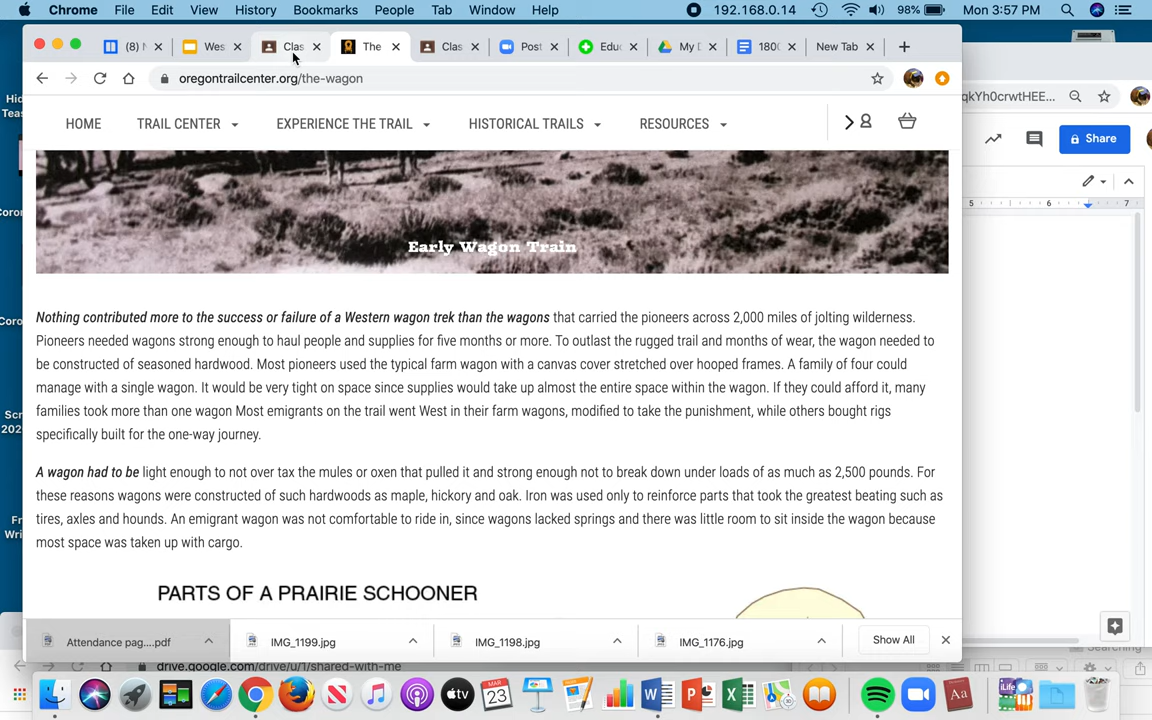 Chrome File Edit View History Bookmarks People Tab Window Help 192.168.0.14 98% Mon 3:57 PM
(8) Wes Clas The Clas Post Educ My D 180( New Tab
oregontrailcenter.org/the-wagon
qkYh0crwtHEE...
HOME TRAIL CENTER EXPERIENCE THE TRAIL HISTORICAL TRAILS RESOURCES
Share
5 6 7
Early Wagon Train
Nothing contributed more to the success or failure of a Western wagon trek than the wagons that carried the pioneers across 2,000 miles of jolting wilderness.
Pioneers needed wagons strong enough to haul people and supplies for five months or more. To outlast the rugged trail and months of wear, the wagon needed to
be constructed of seasoned hardwood. Most pioneers used the typical farm wagon with a canvas cover stretched over hooped frames. A family of four could
manage with a single wagon. It would be very tight on space since supplies would take up almost the entire space within the wagon. If they could afford it, many
families took more than one wagon Most emigrants on the trail went West in their farm wagons, modified to take the punishment, while others bought rigs
specifically built for the one-way journey.
A wagon had to be light enough to not over tax the mules or oxen that pulled it and strong enough not to break down under loads of as much as 2,500 pounds. For
these reasons wagons were constructed of such hardwoods as maple, hickory and oak. Iron was used only to reinforce parts that took the greatest beating such as
tires, axles and hounds. An emigrant wagon was not comfortable to ride in, since wagons lacked springs and there was little room to sit inside the wagon because
most space was taken up with cargo.
PARTS OF A PRAIRIE SCHOONER
Attendance pag....pdf IMG_1199.jpg IMG_1198.jpg IMG_1176.jpg Show All
Searching
drive.google.com/drive/u/1/shared-with-me
MAR
23